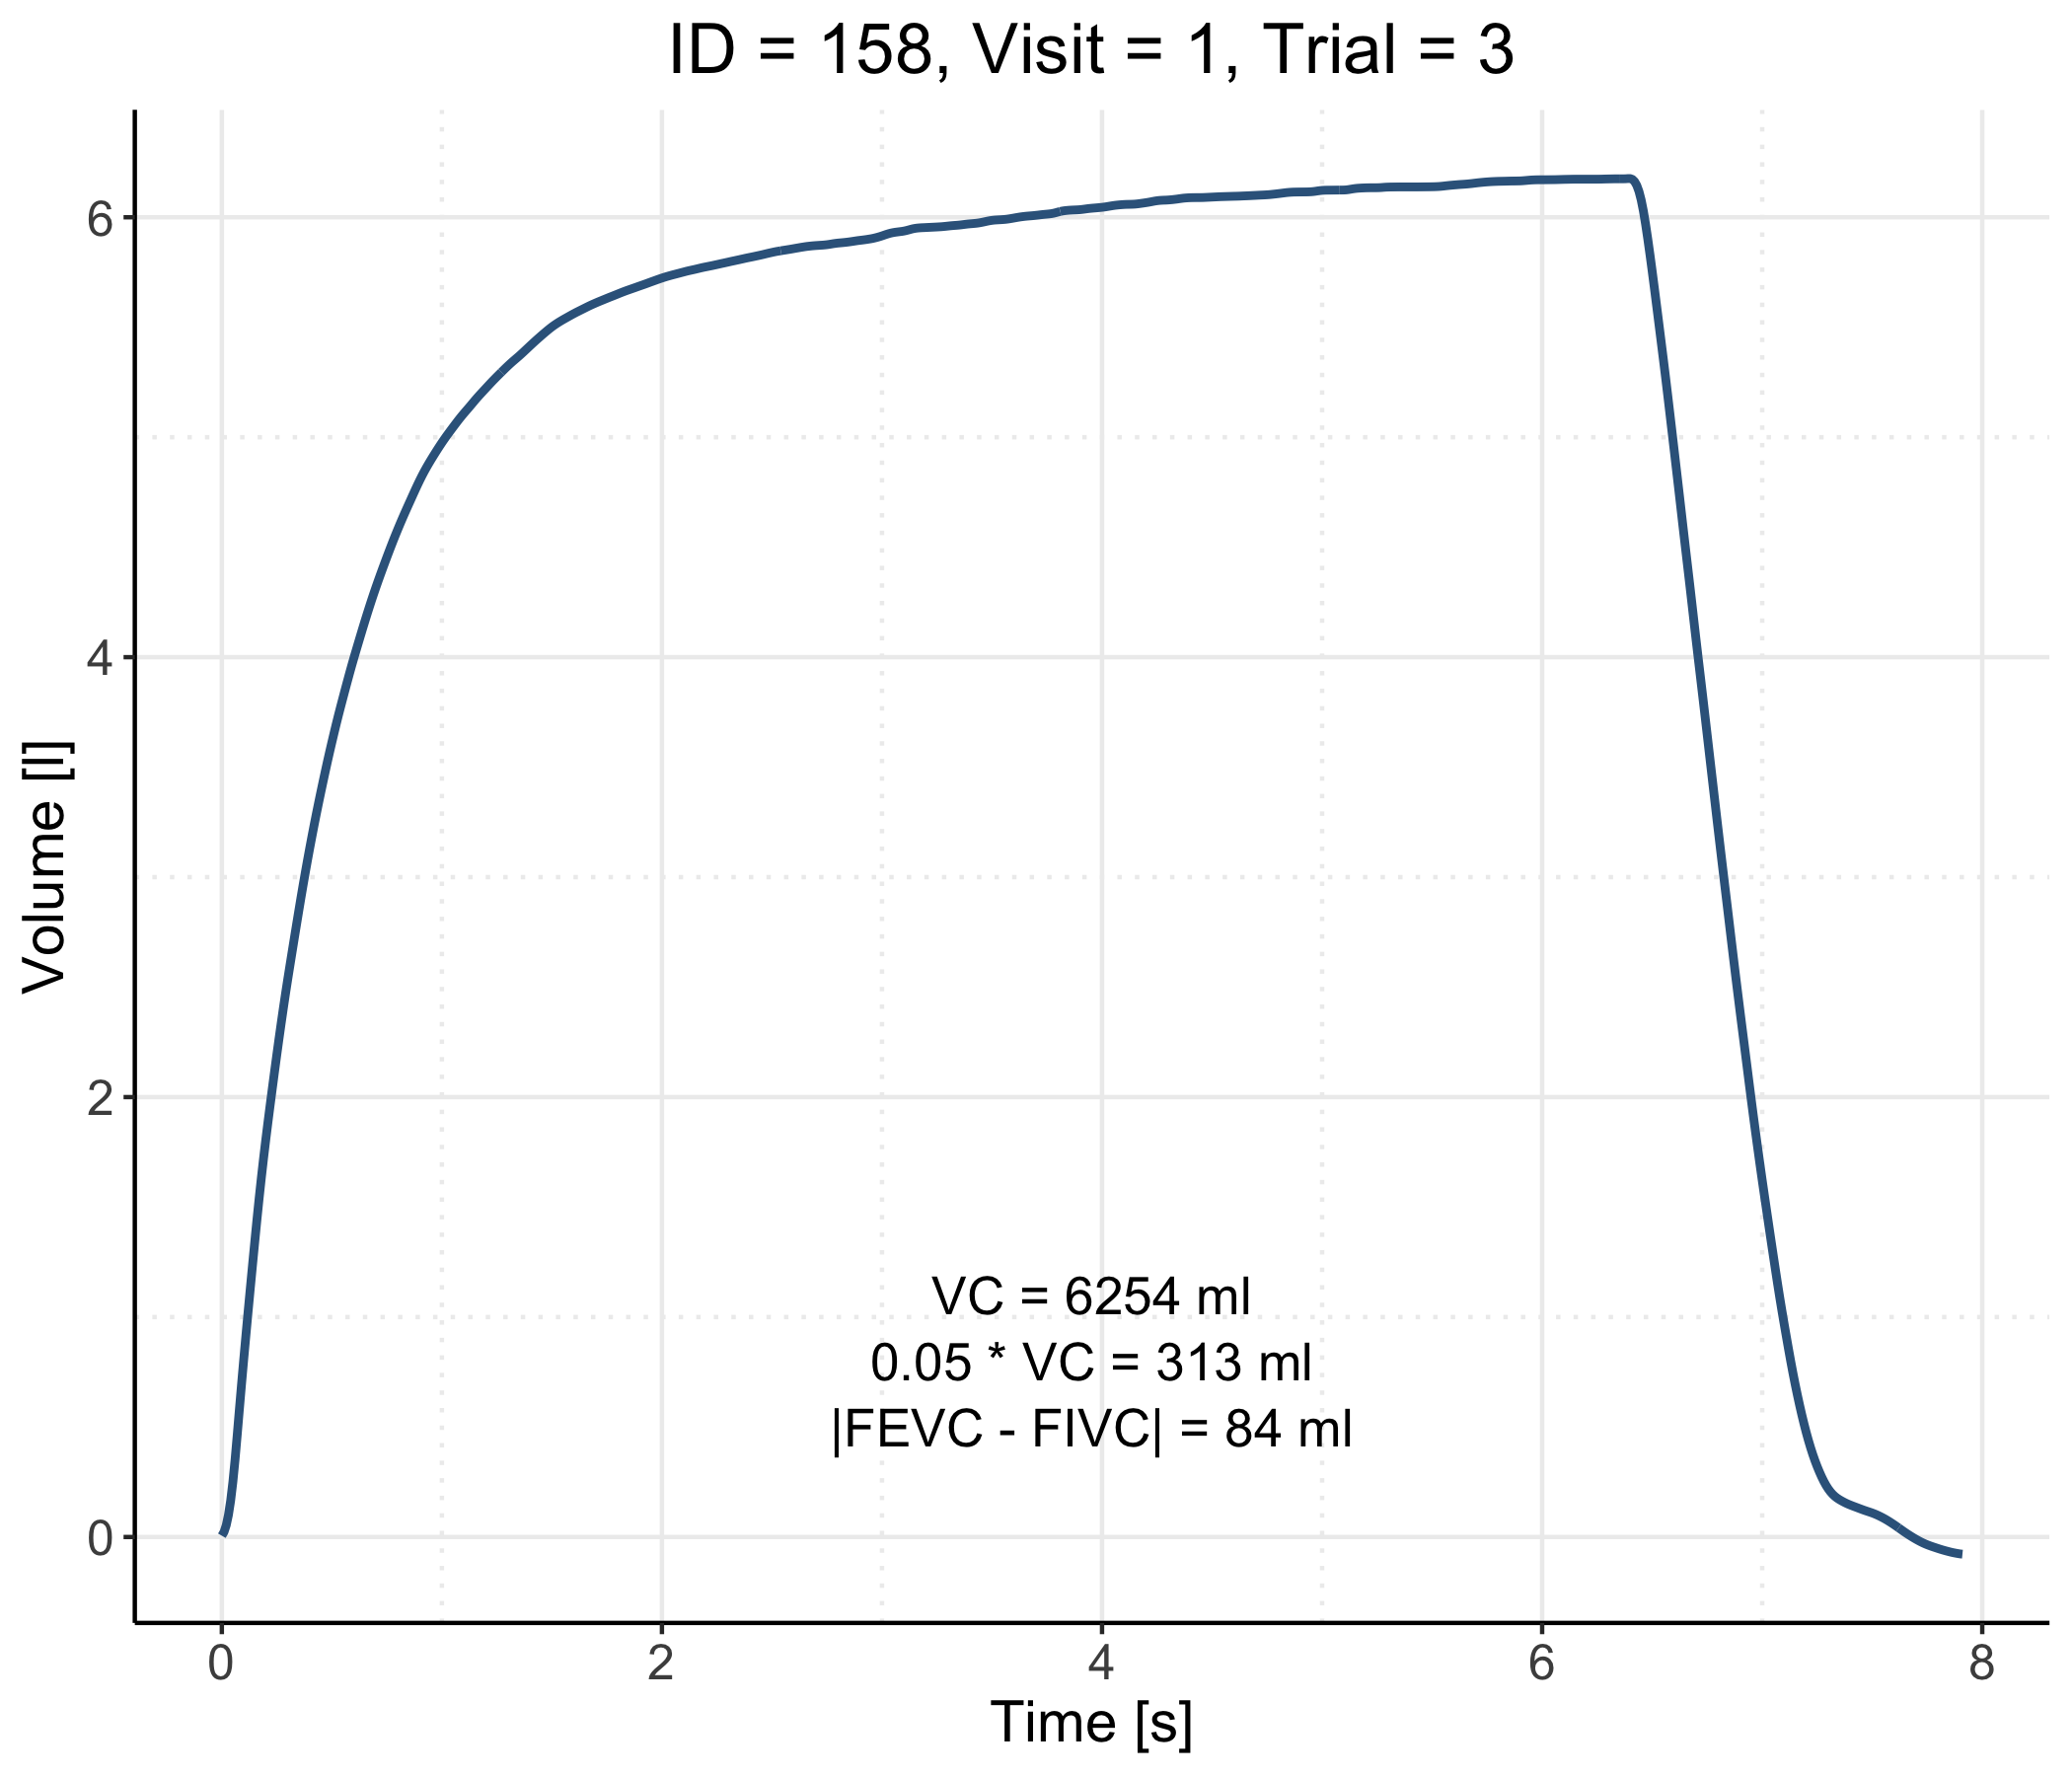 ID = 158, Visit = 1, Trial = 3
6
4
2
0
Volume [l]
VC = 6254 ml
0.05 * VC = 313 ml
|FEVC - FIVC| = 84 ml
0 2 4 6 8
Time [s]